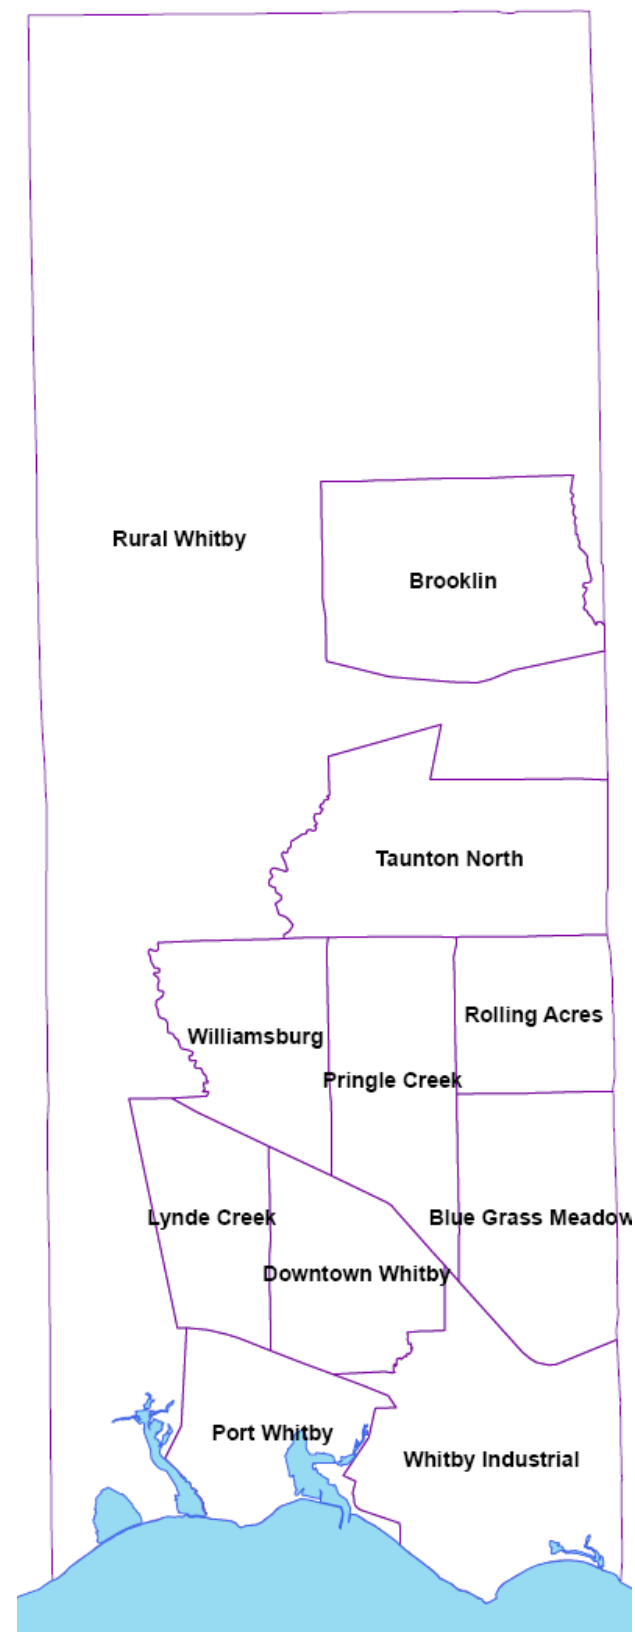 Rural Whitby
Brooklin
Taunton North
Rolling Acres
Williamsburg
Pringle Creek
Lynde Creek
Blue Grass Meadow
Downtown Whitby
Port Whitby
Whitby Industrial